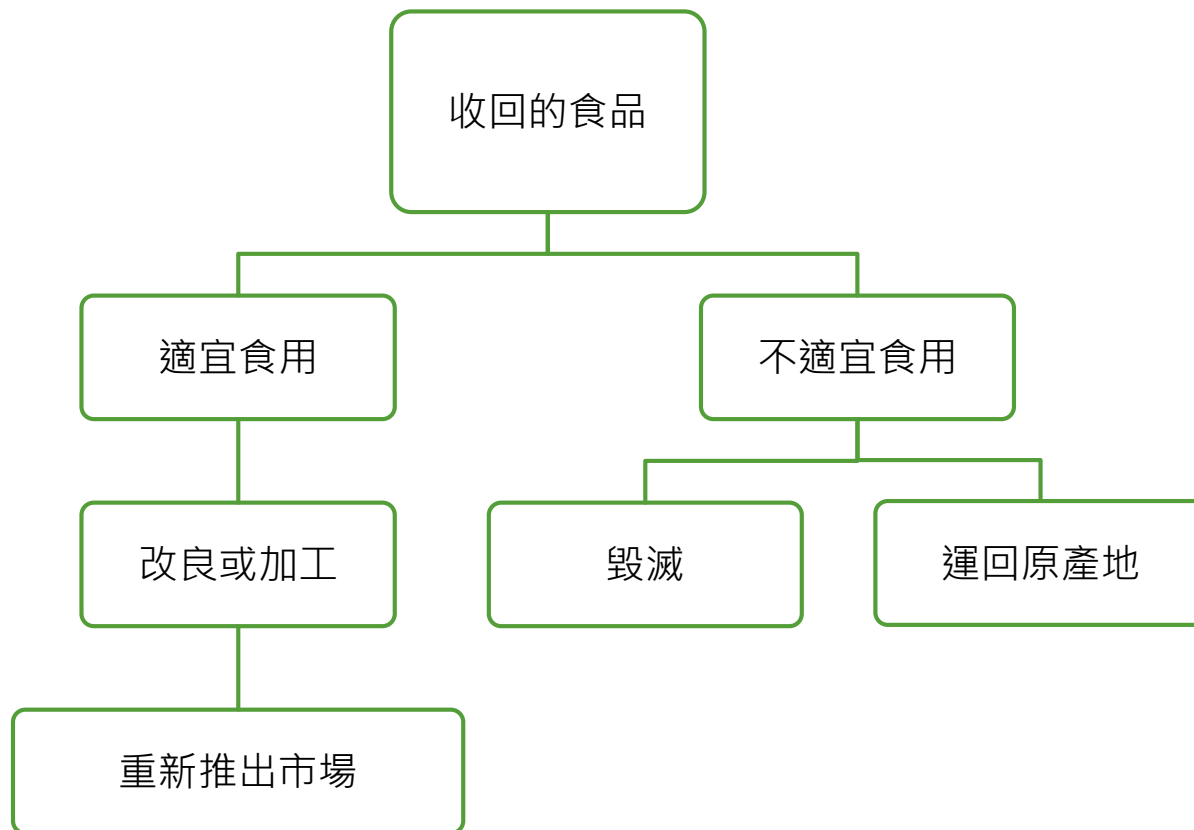 收回的食品
適宜食用
不適宜食用
改良或加工
毀滅
運回原產地
重新推出市場